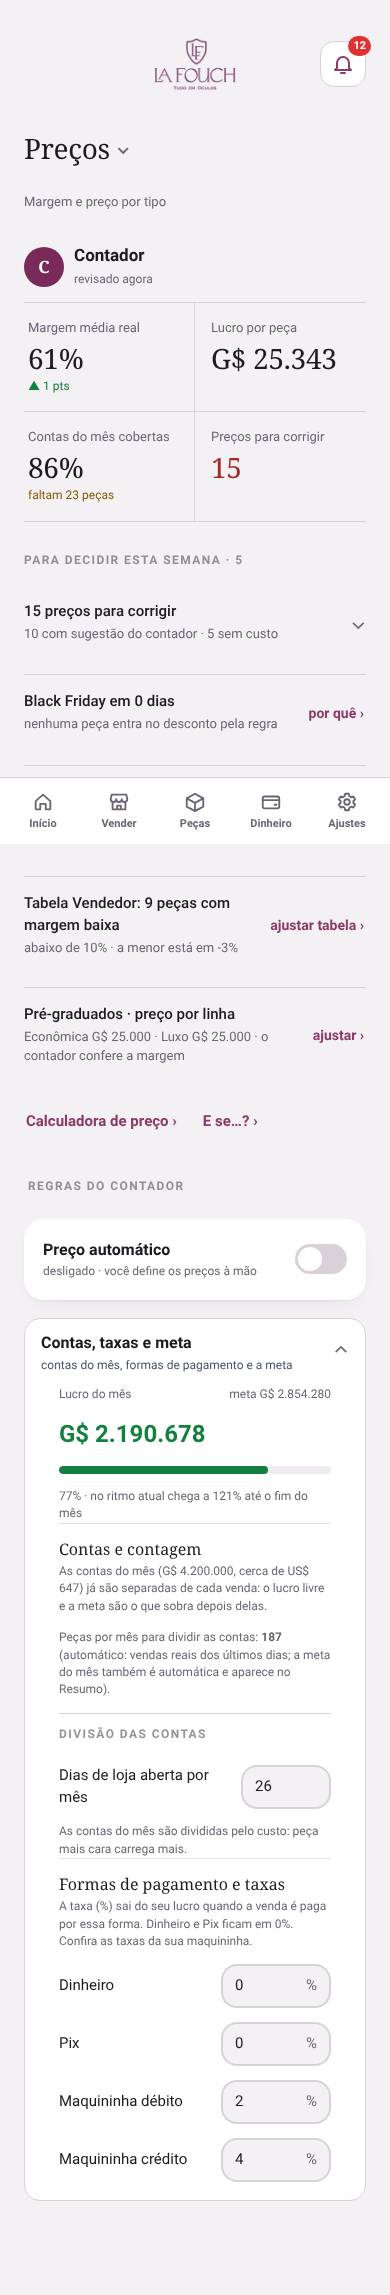 LF
LA FOUCH
Tudo em Óculos
12
Preços
Margem e preço por tipo
C
Contador
revisado agora
Margem média real
61%
▲ 1 pts
Lucro por peça
G$ 25.343
Contas do mês cobertas
86%
faltam 23 peças
Preços para corrigir
15
PARA DECIDIR ESTA SEMANA · 5
15 preços para corrigir
10 com sugestão do contador · 5 sem custo
Black Friday em 0 dias
nenhuma peça entra no desconto pela regra
por quê ›
Início
Vender
Peças
Dinheiro
Ajustes
Tabela Vendedor: 9 peças com
margem baixa
abaixo de 10% · a menor está em -3%
ajustar tabela ›
Pré-graduados · preço por linha
Econômica G$ 25.000 · Luxo G$ 25.000 · o
contador confere a margem
ajustar ›
Calculadora de preço ›
E se...? ›
REGRAS DO CONTADOR
Preço automático
desligado · você define os preços à mão
Contas, taxas e meta
contas do mês, formas de pagamento e a meta
Lucro do mês
meta G$ 2.854.280
G$ 2.190.678
77% · no ritmo atual chega a 121% até o fim do
mês
Contas e contagem
As contas do mês (G$ 4.200.000, cerca de US$
647) já são separadas de cada venda: o lucro livre
e a meta são o que sobra depois delas.
Peças por mês para dividir as contas: 187
(automático: vendas reais dos últimos dias; a meta
do mês também é automática e aparece no
Resumo).
DIVISÃO DAS CONTAS
Dias de loja aberta por
mês
26
As contas do mês são divididas pelo custo: peça
mais cara carrega mais.
Formas de pagamento e taxas
A taxa (%) sai do seu lucro quando a venda é paga
por essa forma. Dinheiro e Pix ficam em 0%.
Confira as taxas da sua maquininha.
Dinheiro
0 %
Pix
0 %
Maquininha débito
2 %
Maquininha crédito
4 %